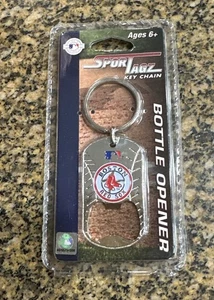 Ages 6+
SPORTAGZ
KEY CHAIN
BOTTLE OPENER
BOSTON
RED SOX